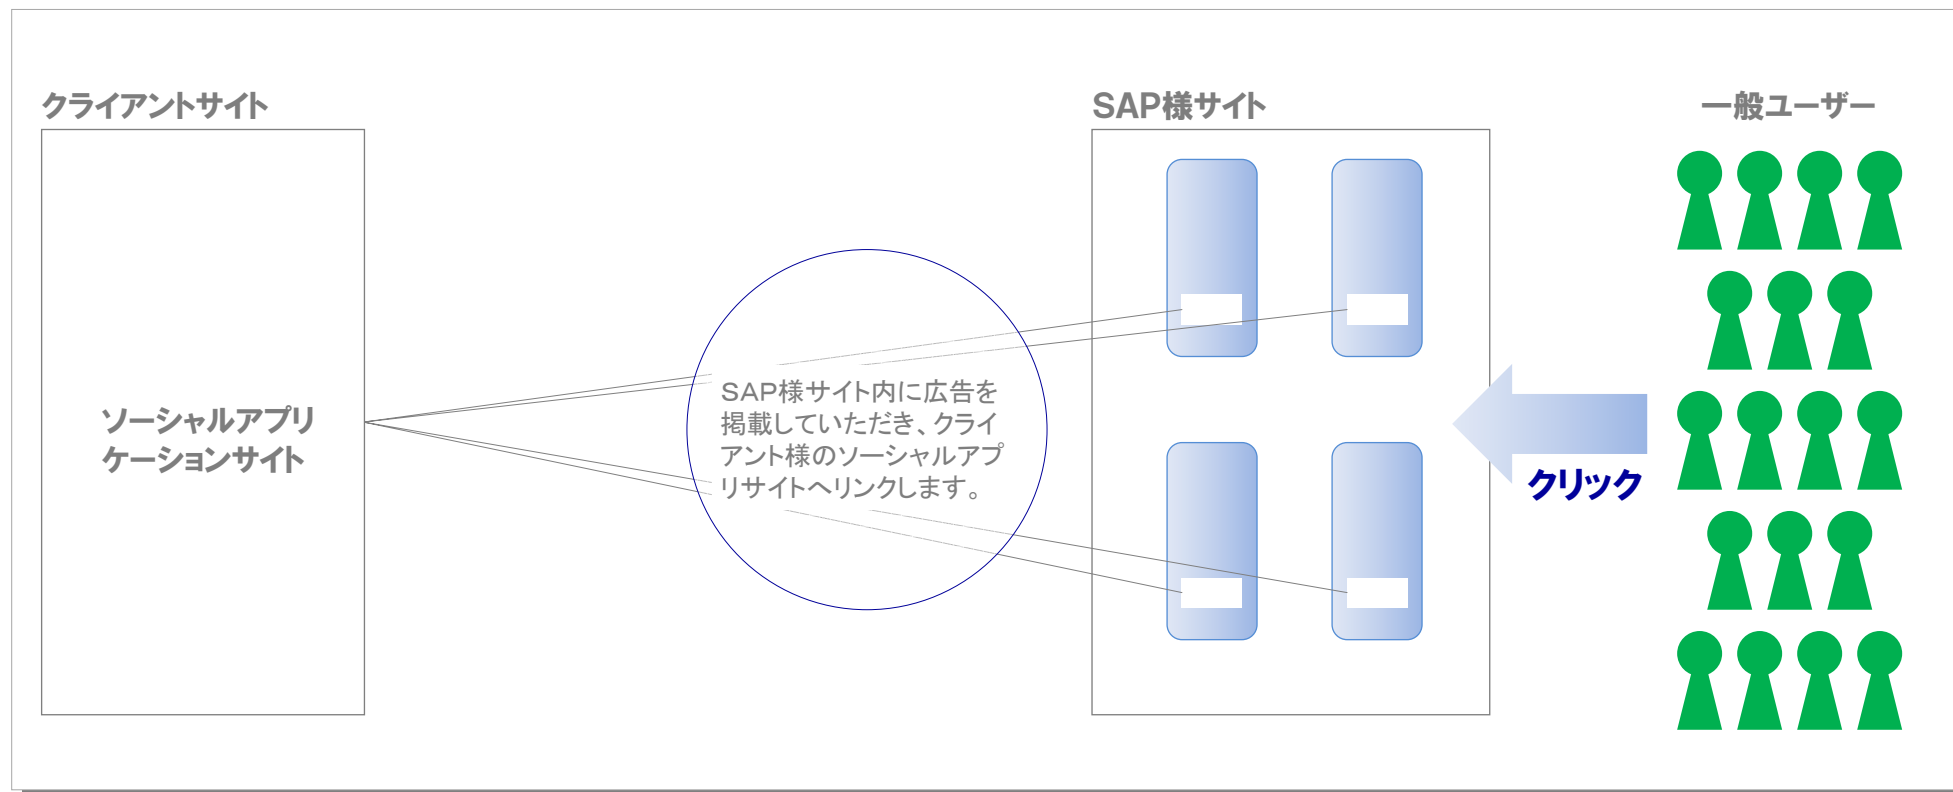 クライアントサイト
SAP様サイト
一般ユーザー
ソーシャルアプリ
ケーションサイト
SAP様サイト内に広告を
掲載していただき、クライ
アント様のソーシャルアプ
リサイトへリンクします。
クリック